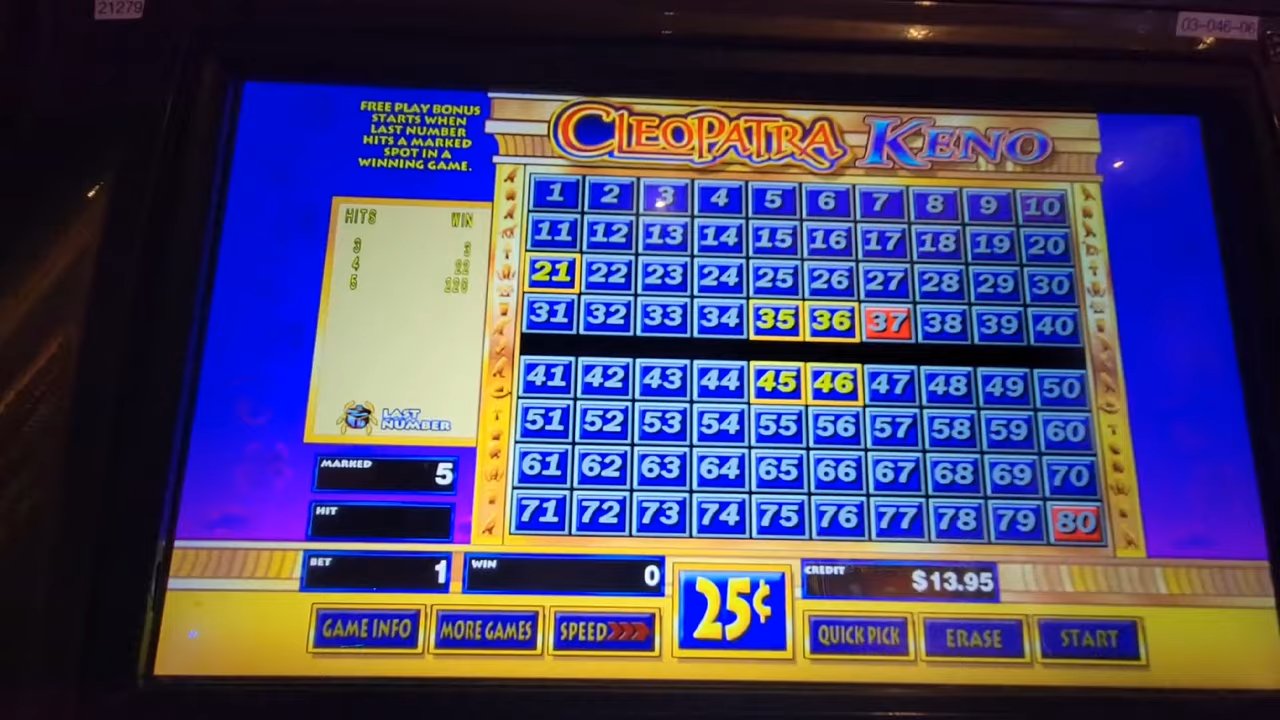 21279
03-046-06
FREE PLAY BONUS
STARTS WHEN
LAST NUMBER
HITS A MARKED
SPOT IN A
WINNING GAME.
CLEOPATRA KENO
HITS WIN
3 3
4 22
5
LAST
NUMBER
MARKED 5
HIT
BET 1
WIN 0
25¢
CREDIT $13.95
1 2 3 4 5 6 7 8 9 10
11 12 13 14 15 16 17 18 19 20
21 22 23 24 25 26 27 28 29 30
31 32 33 34 35 36 37 38 39 40
41 42 43 44 45 46 47 48 49 50
51 52 53 54 55 56 57 58 59 60
61 62 63 64 65 66 67 68 69 70
71 72 73 74 75 76 77 78 79 80
GAME INFO
MORE GAMES
SPEED
QUICK PICK
ERASE
START